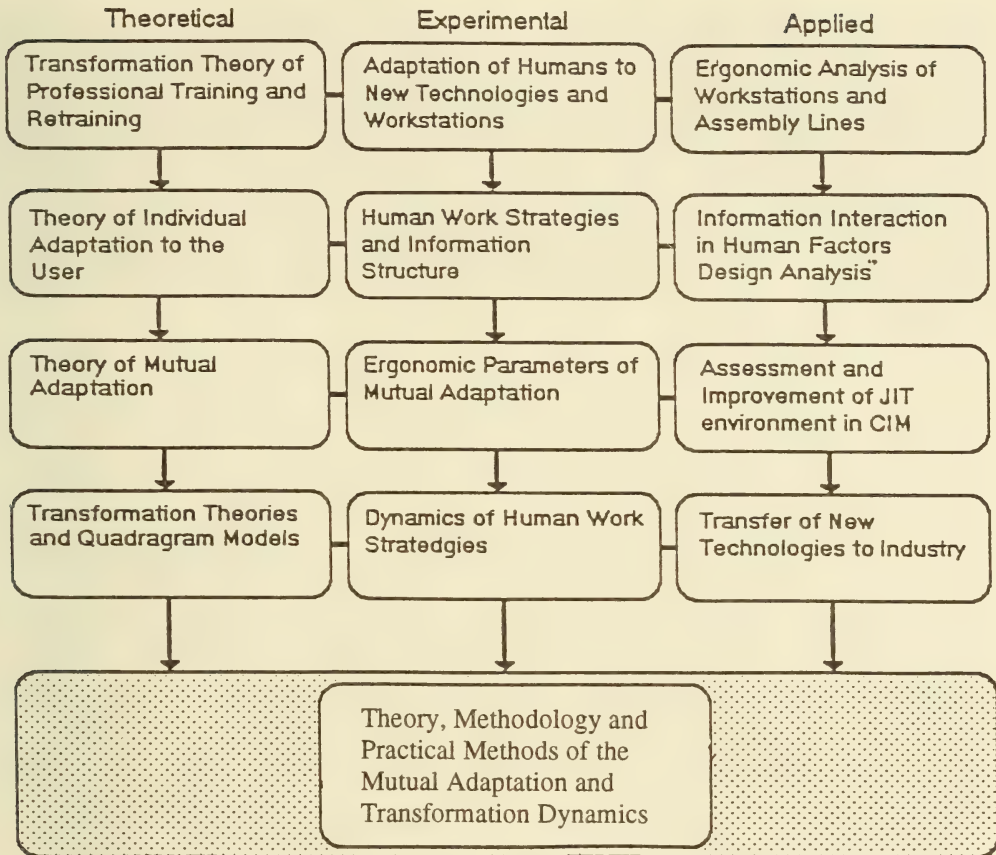 Theoretical
Experimental
Applied
Transformation Theory of
Professional Training and
Retraining
Adaptation of Humans to
New Technologies and
Workstations
Ergonomic Analysis of
Workstations and
Assembly Lines
Theory of Individual
Adaptation to the
User
Human Work Strategies
and Information
Structure
Information Interaction
in Human Factors
Design Analysis
Theory of Mutual
Adaptation
Ergonomic Parameters of
Mutual Adaptation
Assessment and
Improvement of JIT
environment in CIM
Transformation Theories
and Quadragram Models
Dynamics of Human Work
Stratedgies
Transfer of New
Technologies to Industry
Theory, Methodology and
Practical Methods of the
Mutual Adaptation and
Transformation Dynamics